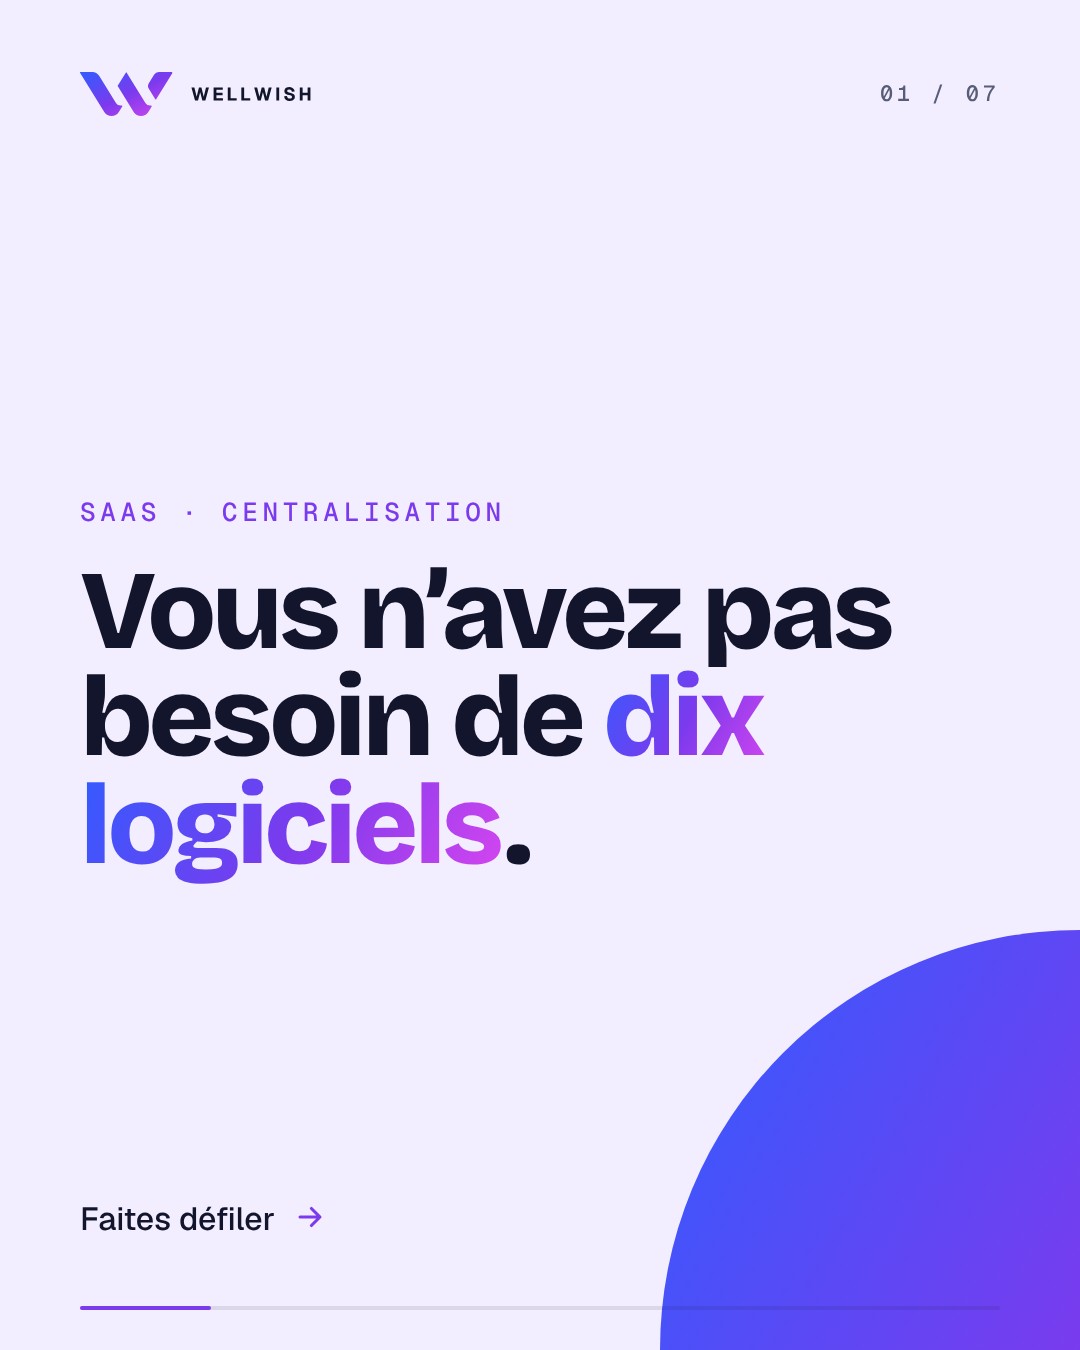 WELLWISH
01 / 07
SAAS · CENTRALISATION
Vous n’avez pas
besoin de dix
logiciels.
Faites défiler →